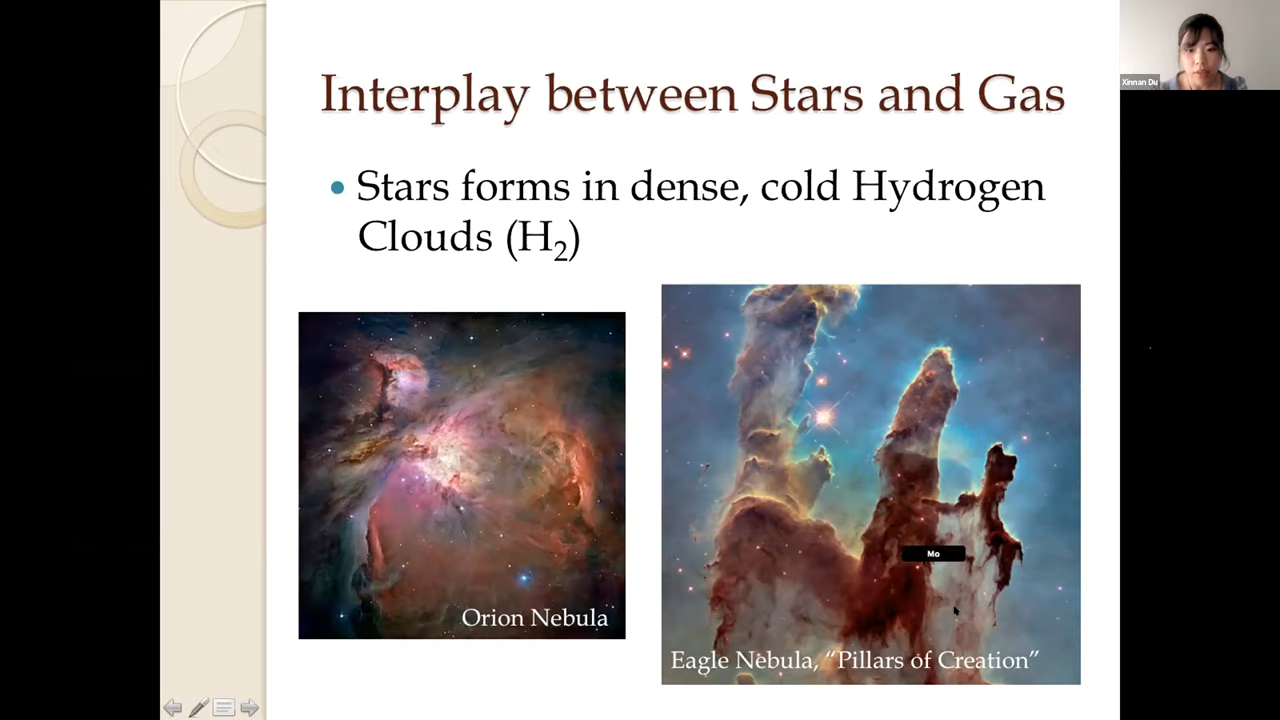 Interplay between Stars and Gas
• Stars forms in dense, cold Hydrogen
Clouds (H₂)
Orion Nebula
Eagle Nebula, “Pillars of Creation”
Mo
Xinnan Du